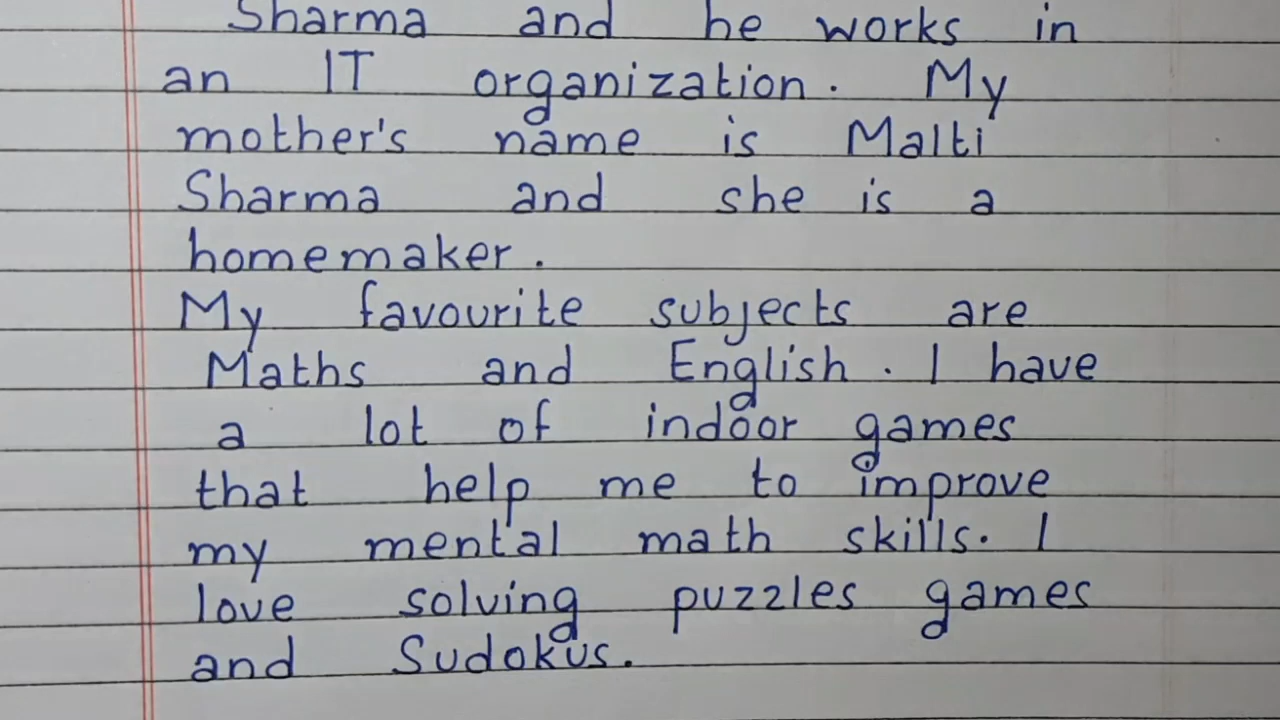 Sharma and he works in
an IT organization. My
mother's name is Malti
Sharma and she is a
homemaker.
My favourite subjects are
Maths and English. I have
a lot of indoor games
that help me to improve
my mental math skills. I
love solving puzzles games
and Sudokus.